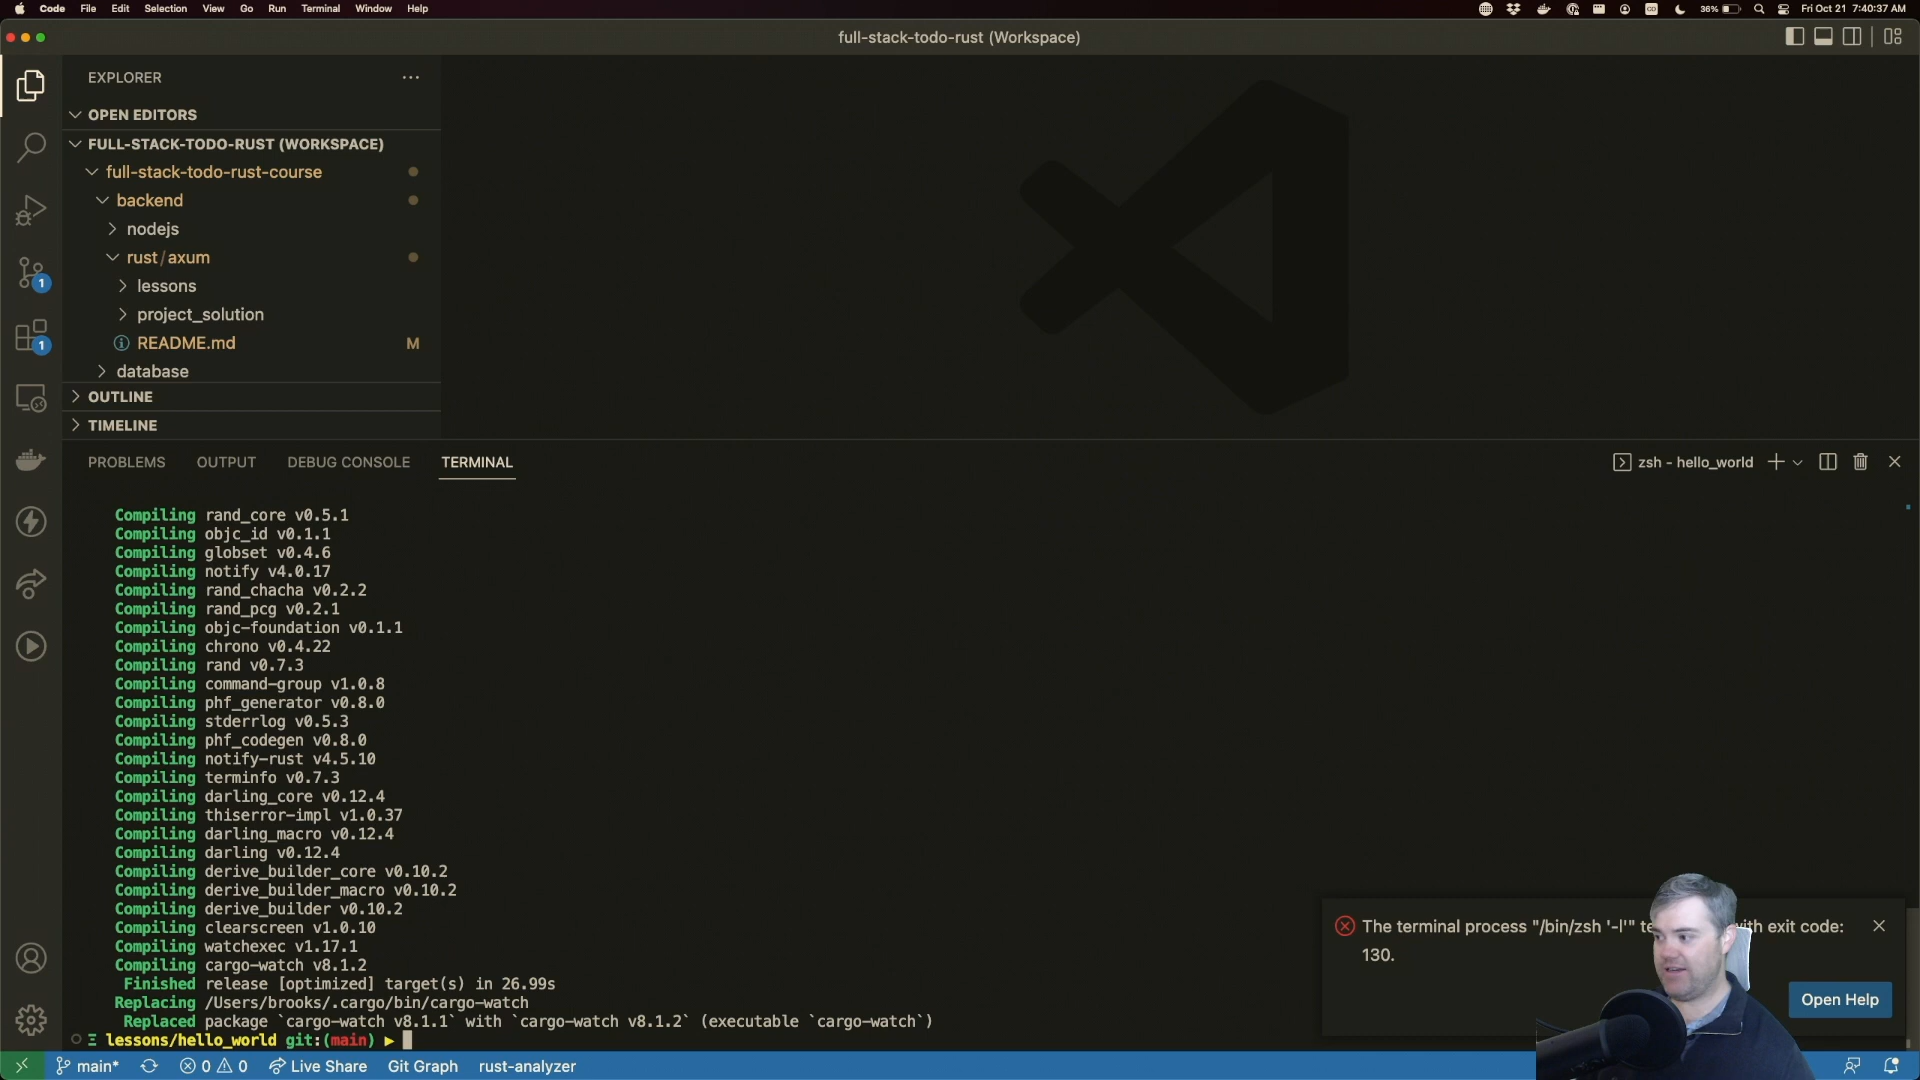 Code File Edit Selection View Go Run Terminal Window Help
36% Fri Oct 21 7:40:37 AM
full-stack-todo-rust (Workspace)
EXPLORER
OPEN EDITORS
FULL-STACK-TODO-RUST (WORKSPACE)
full-stack-todo-rust-course
backend
nodejs
rust/axum
lessons
project_solution
README.md M
database
OUTLINE
TIMELINE
1
1
PROBLEMS OUTPUT DEBUG CONSOLE TERMINAL
zsh - hello_world
Compiling rand_core v0.5.1
Compiling objc_id v0.1.1
Compiling globset v0.4.6
Compiling notify v4.0.17
Compiling rand_chacha v0.2.2
Compiling rand_pcg v0.2.1
Compiling objc-foundation v0.1.1
Compiling chrono v0.4.22
Compiling rand v0.7.3
Compiling command-group v1.0.8
Compiling phf_generator v0.8.0
Compiling stderrlog v0.5.3
Compiling phf_codegen v0.8.0
Compiling notify-rust v4.5.10
Compiling terminfo v0.7.3
Compiling darling_core v0.12.4
Compiling thiserror-impl v1.0.37
Compiling darling_macro v0.12.4
Compiling darling v0.12.4
Compiling derive_builder_core v0.10.2
Compiling derive_builder_macro v0.10.2
Compiling derive_builder v0.10.2
Compiling clearscreen v1.0.10
Compiling watchexec v1.17.1
Compiling cargo-watch v8.1.2
Finished release [optimized] target(s) in 26.99s
Replacing /Users/brooks/.cargo/bin/cargo-watch
Replaced package `cargo-watch v8.1.1` with `cargo-watch v8.1.2` (executable `cargo-watch`)
lessons/hello_world git:(main) ▶
The terminal process "/bin/zsh '-l'" te with exit code:
130.
Open Help
main* 0 0 Live Share Git Graph rust-analyzer